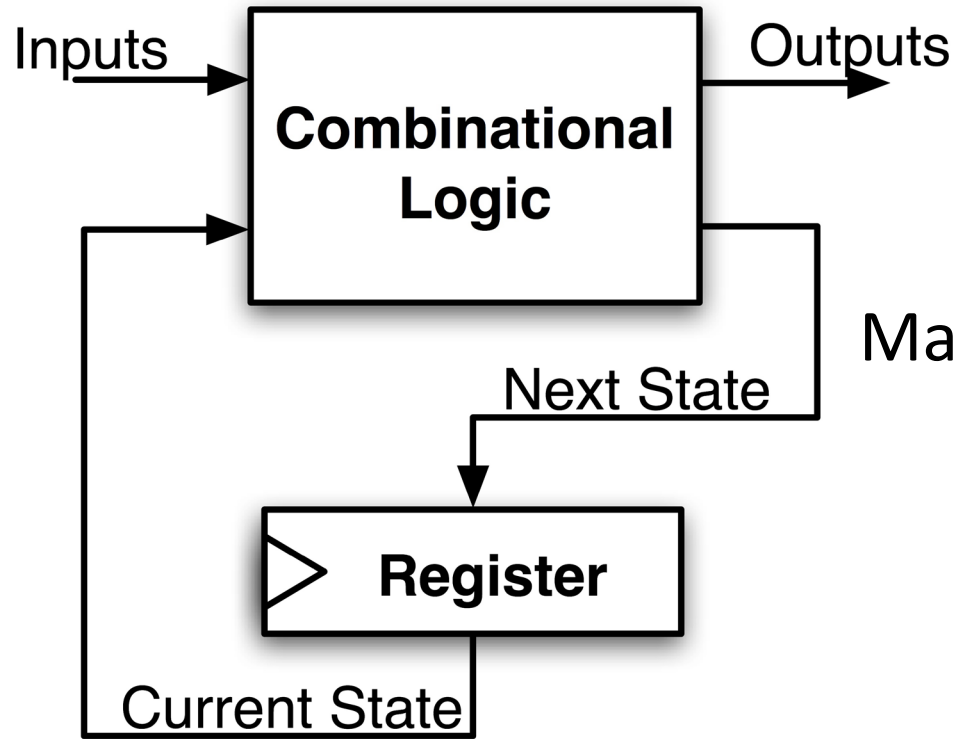 Inputs
Outputs
Combinational
Logic
Ma
Next State
Register
Current State